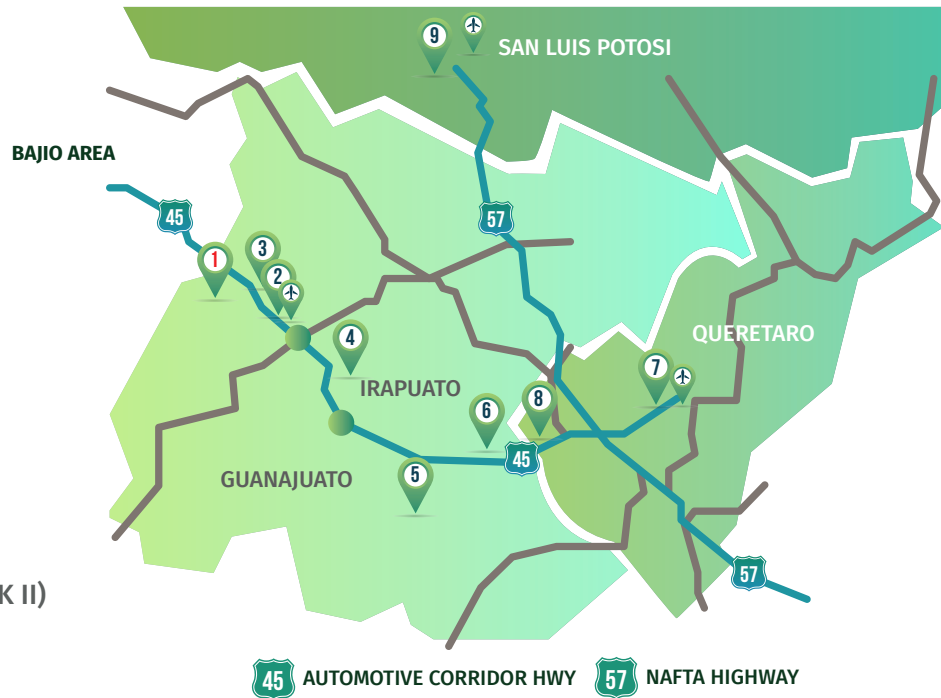 9
SAN LUIS POTOSI
BAJIO AREA
45
57
3
1
2
4
QUERETARO
7
IRAPUATO
8
6
45
GUANAJUATO
5
57
K II)
45 AUTOMOTIVE CORRIDOR HWY 57 NAFTA HIGHWAY